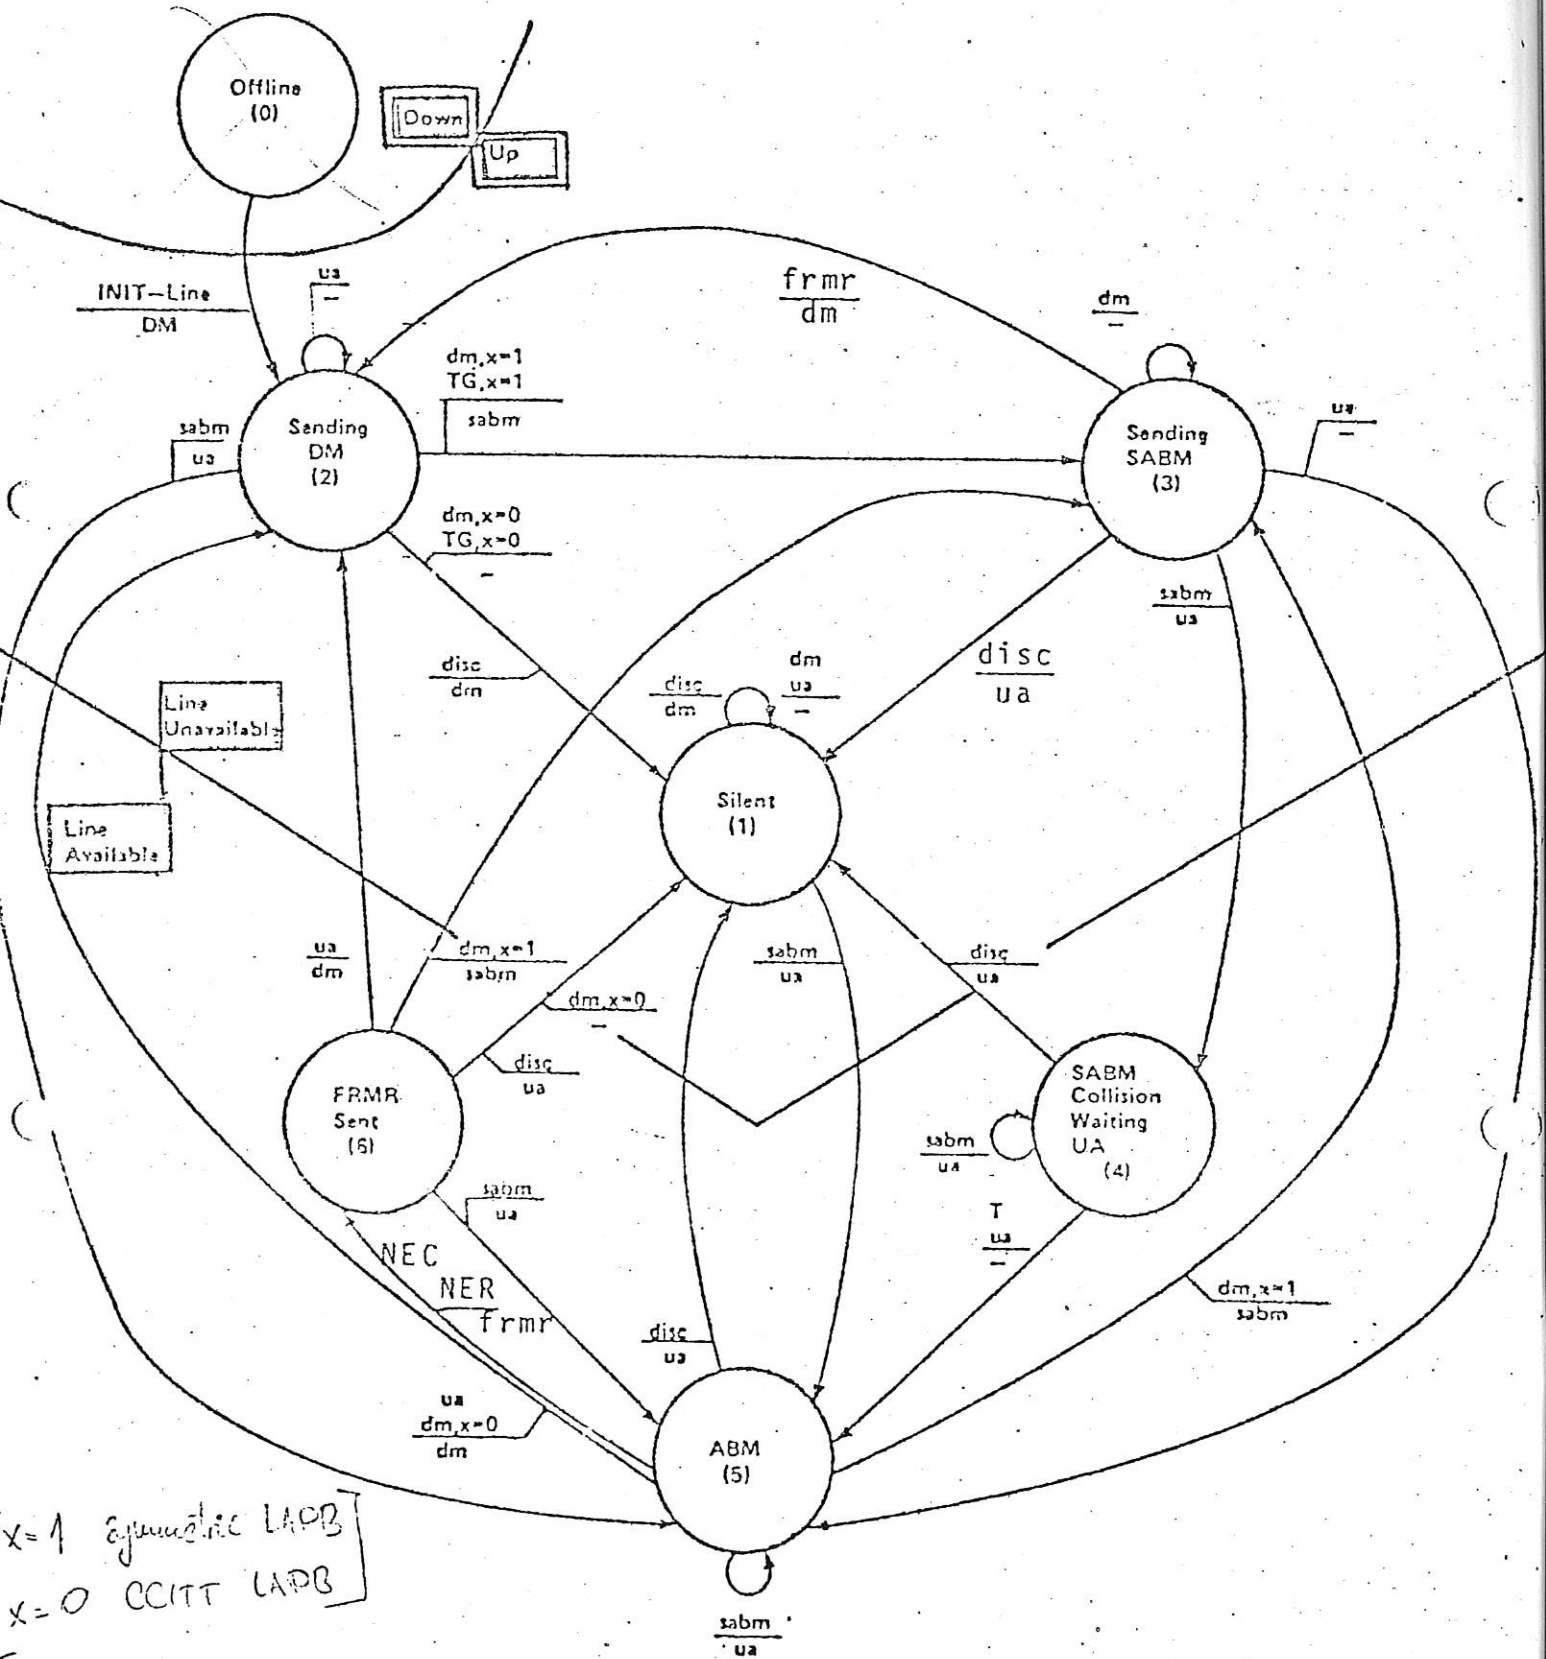 Offline
(0)
Down
Up
INIT-Line
DM
ua
—
frmr
dm
dm
—
dm,x=1
TG,x=1
sabm
sabm
ua
Sending
DM
(2)
Sending
SABM
(3)
ua
—
dm,x=0
TG,x=0
—
sabm
ua
disc
dm
disc
dm
dm
ua
—
disc
ua
Line
Unavailable
Line
Available
Silent
(1)
ua
dm
dm,x=1
sabm
sabm
ua
disc
ua
dm,x=0
—
disc
ua
FRMR
Sent
(6)
SABM
Collision
Waiting
UA
(4)
sabm
ua
sabm
ua
T
ua
—
NEC
NER
frmr
dm,x=1
sabm
disc
ua
ua
dm,x=0
dm
ABM
(5)
x=1 symmetric LAPB
x=0 CCITT LAPB
sabm
ua